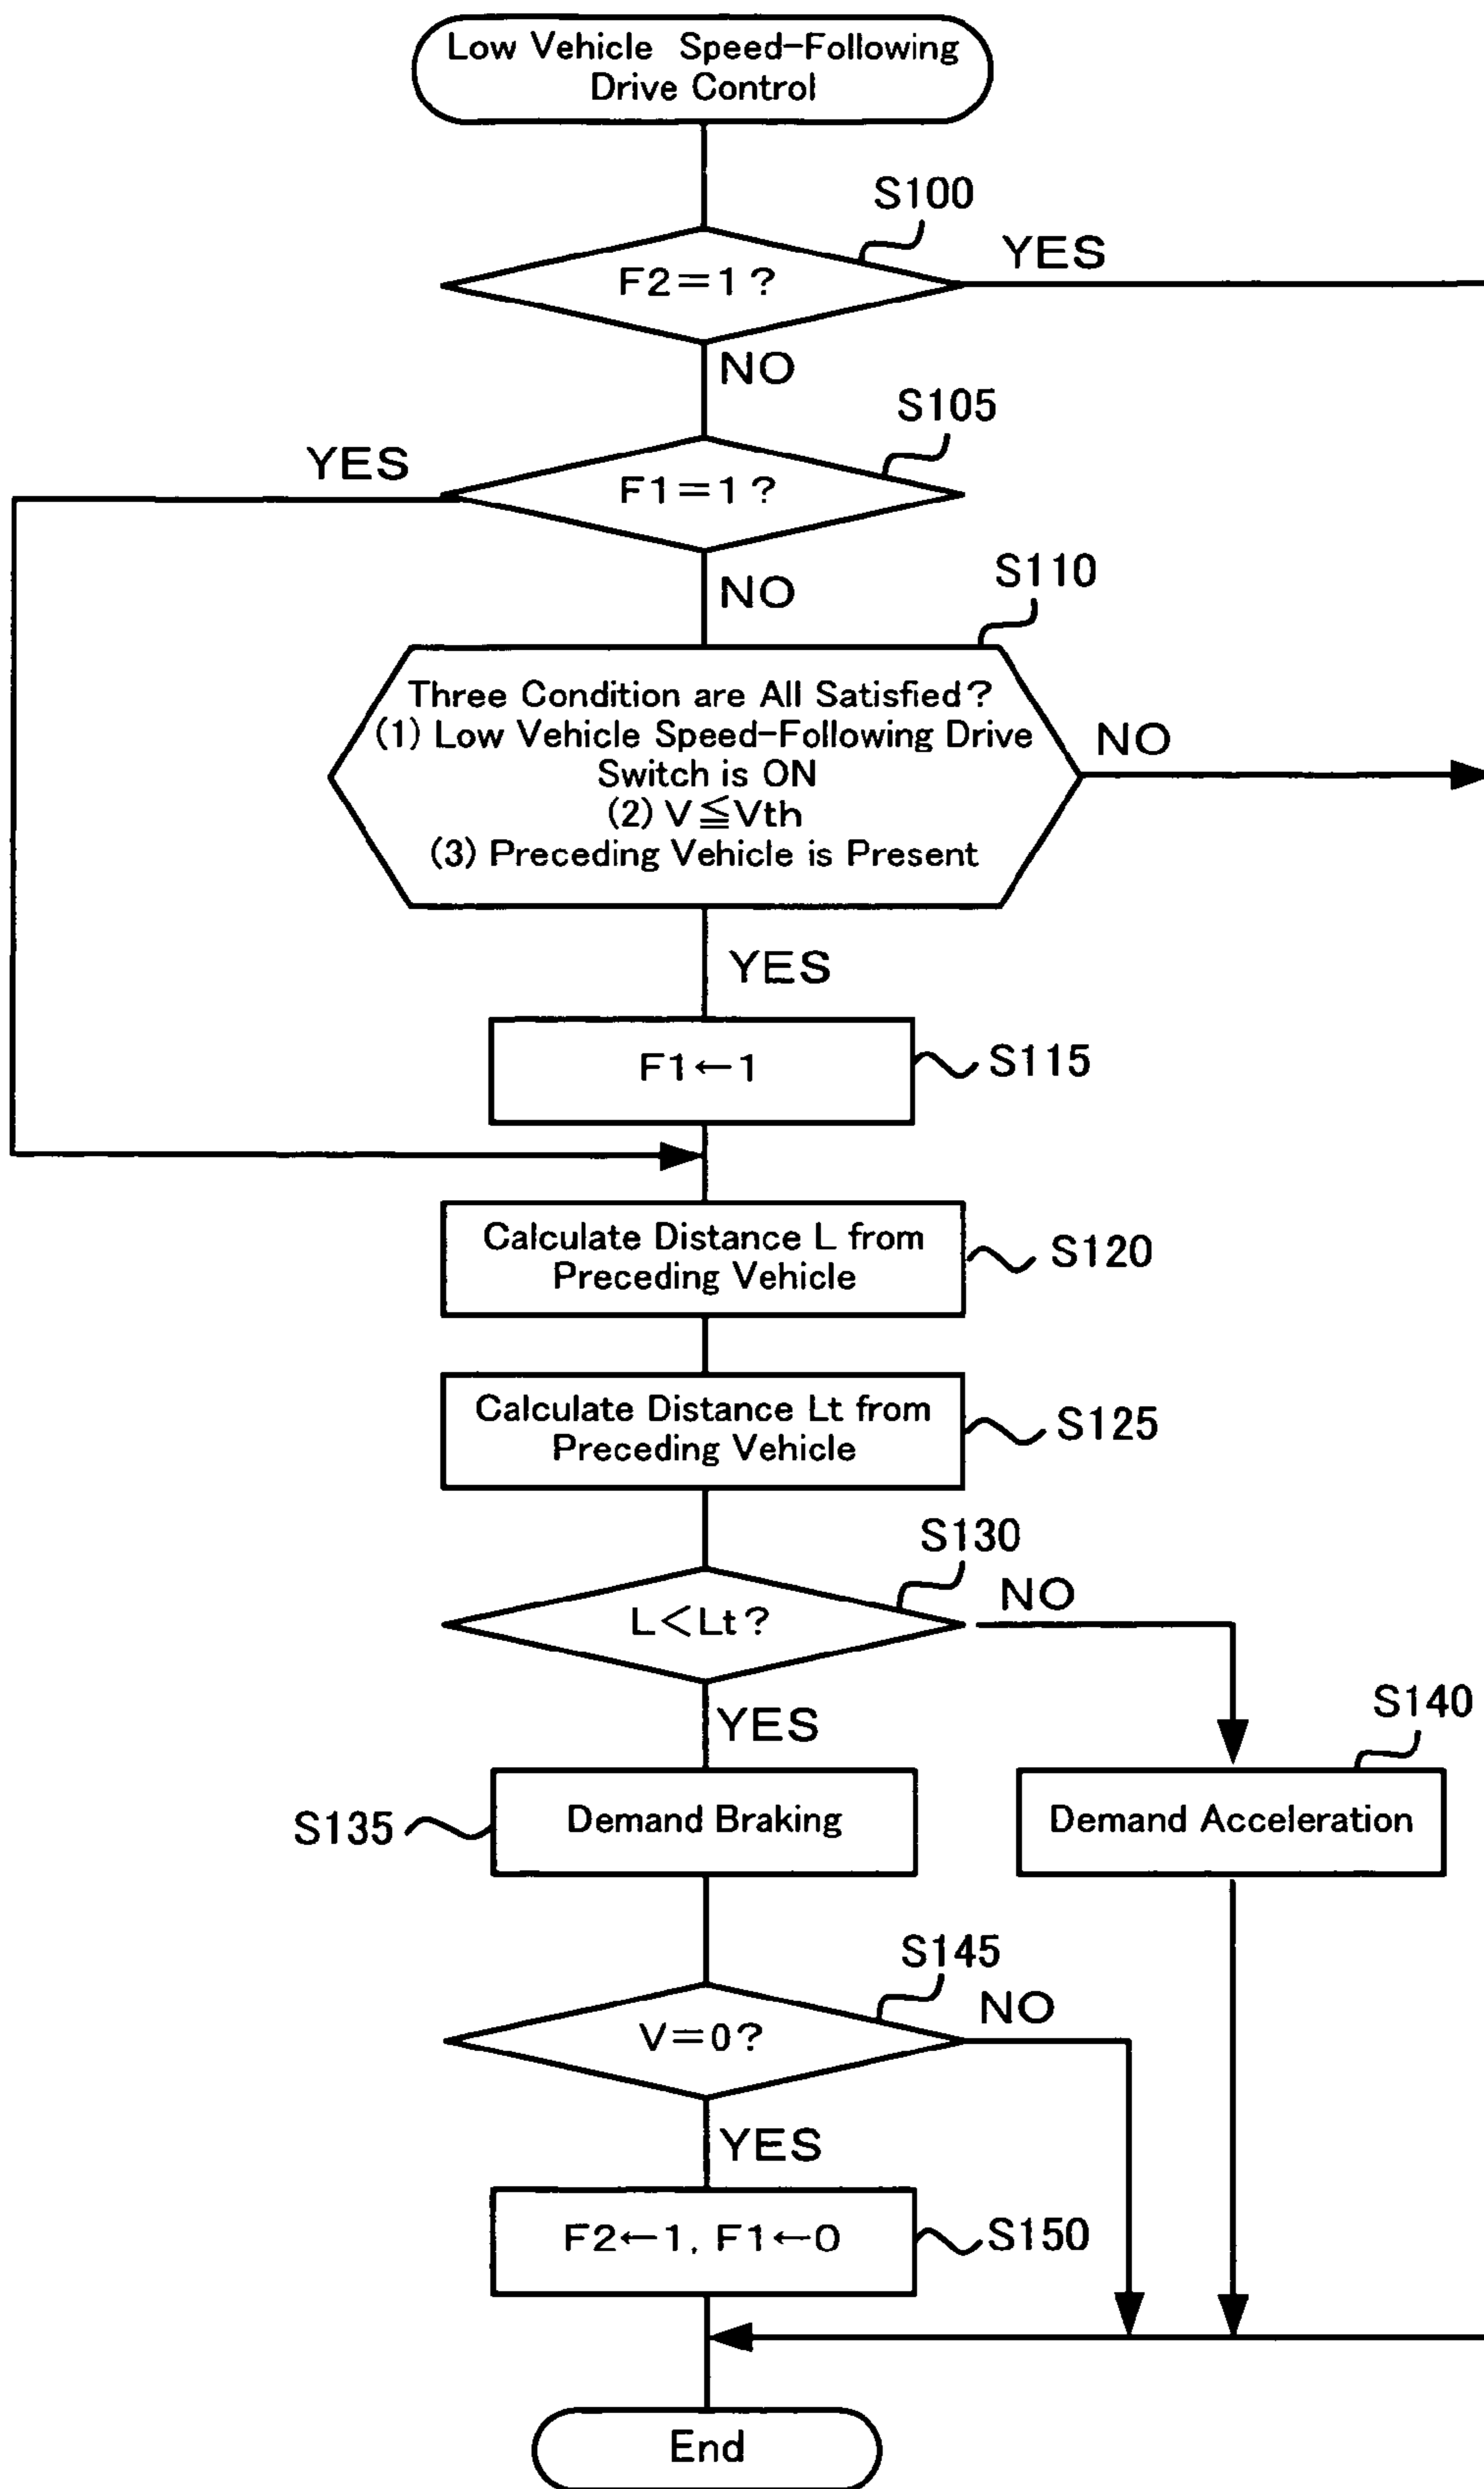 Low Vehicle Speed-Following
Drive Control
S100
F2=1?
YES
NO
S105
YES
F1=1?
NO
S110
Three Condition are All Satisfied?
(1) Low Vehicle Speed-Following Drive
Switch is ON
(2) V≦Vth
(3) Preceding Vehicle is Present
NO
YES
F1←1
S115
Calculate Distance L from
Preceding Vehicle
S120
Calculate Distance Lt from
Preceding Vehicle
S125
S130
L<Lt?
NO
YES
S140
S135
Demand Braking
Demand Acceleration
S145
V=0?
NO
YES
F2←1, F1←0
S150
End